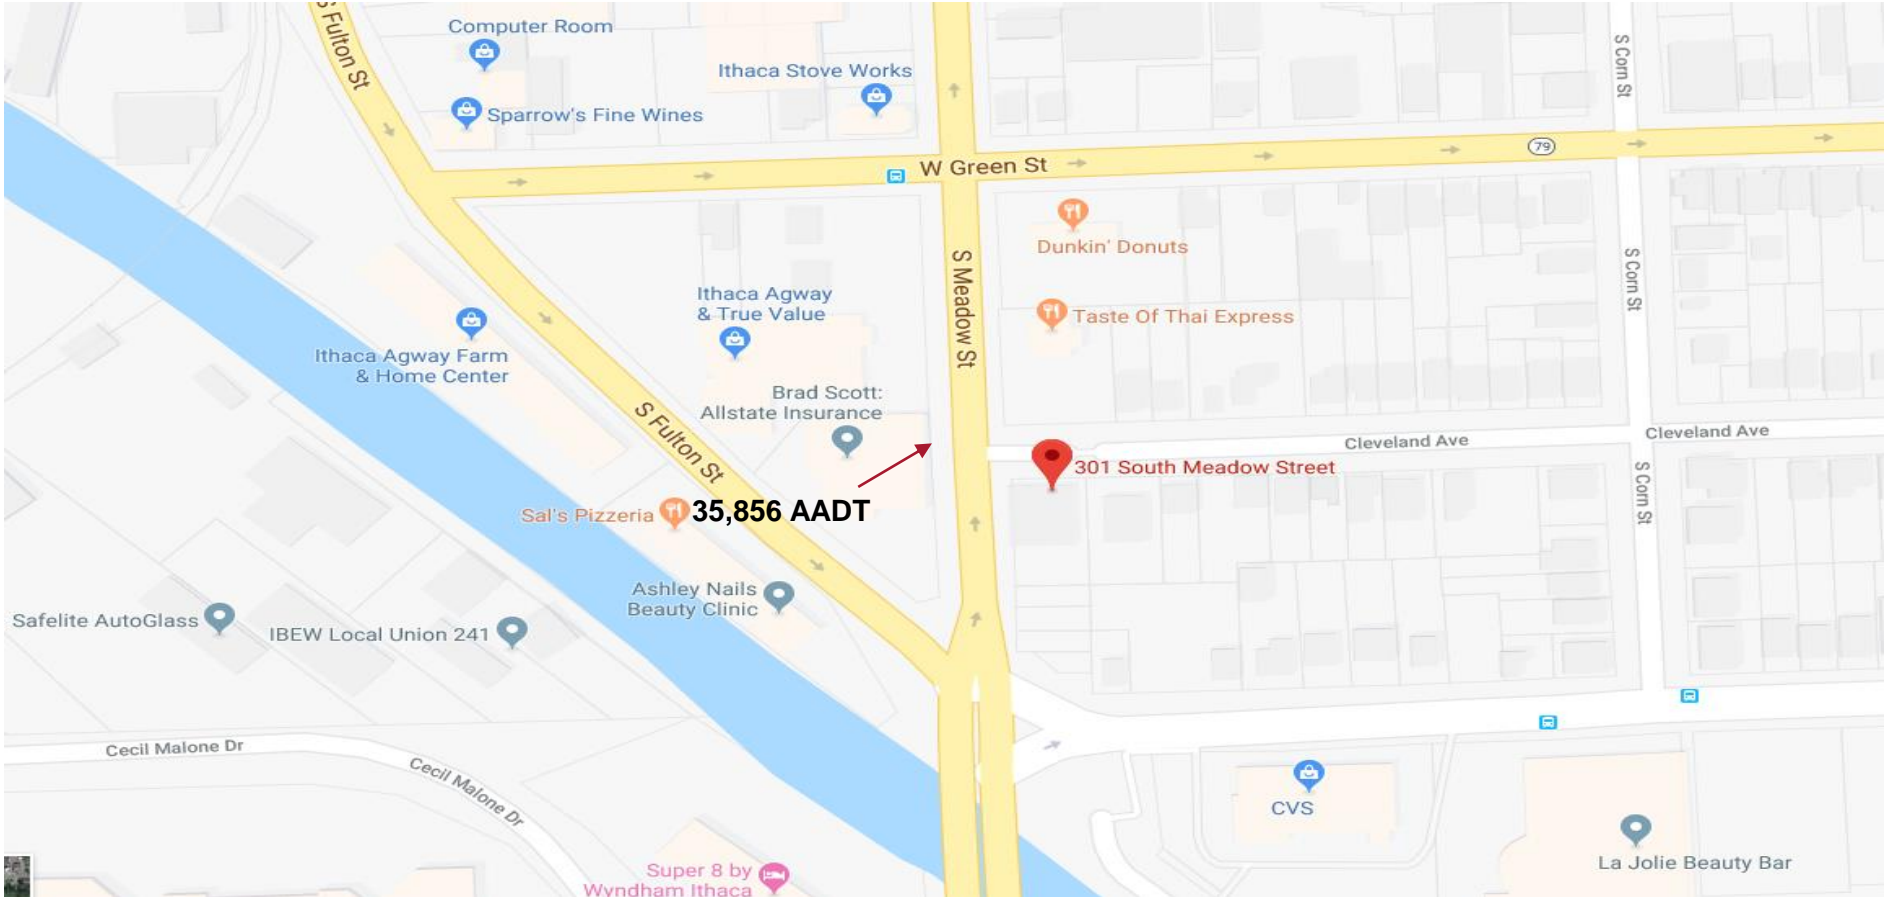 S Fulton St
Computer Room
Sparrow's Fine Wines
Ithaca Stove Works
S Corn St
W Green St
79
Dunkin' Donuts
S Meadow St
S Corn St
Ithaca Agway
& True Value
Taste Of Thai Express
Ithaca Agway Farm
& Home Center
Brad Scott:
Allstate Insurance
S Fulton St
Cleveland Ave
Cleveland Ave
301 South Meadow Street
S Corn St
Sal's Pizzeria
35,856 AADT
Ashley Nails
Beauty Clinic
Safelite AutoGlass
IBEW Local Union 241
Cecil Malone Dr
Cecil Malone Dr
CVS
La Jolie Beauty Bar
Super 8 by
Wyndham Ithaca